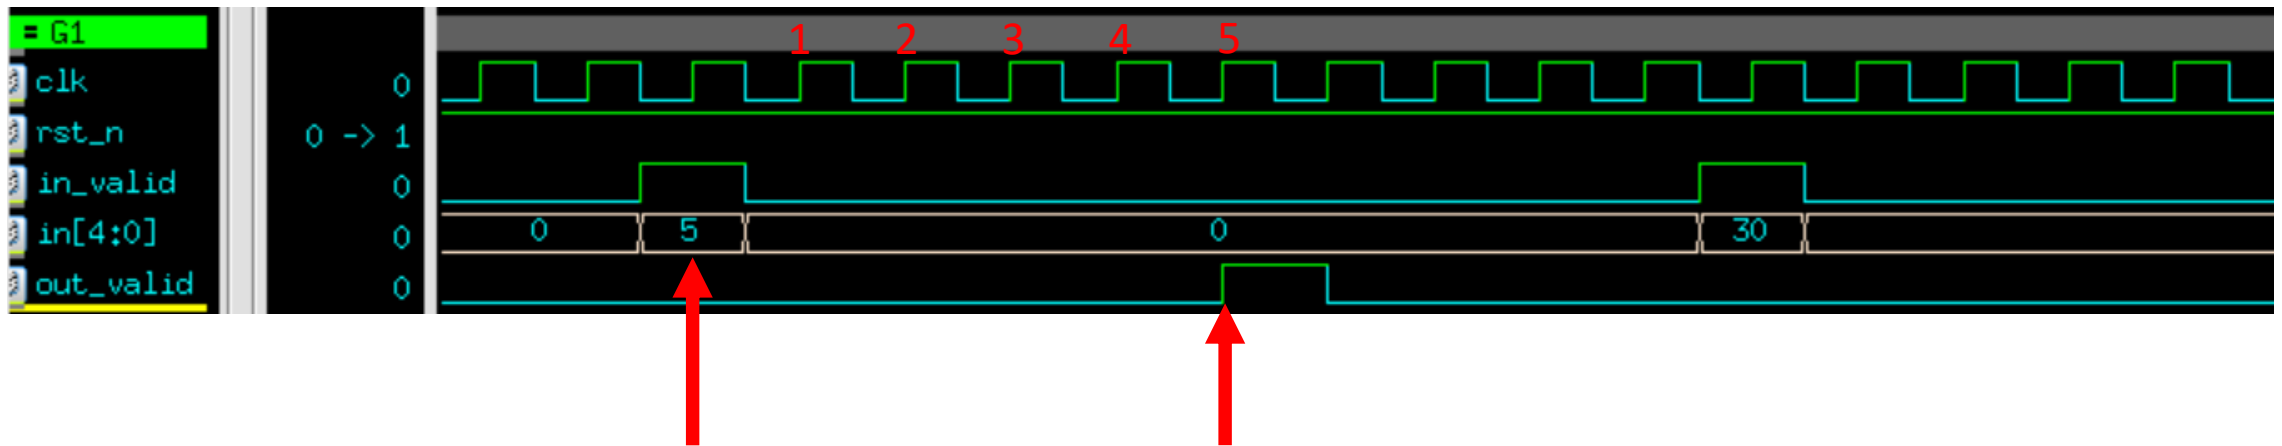 = G1
1 2 3 4 5
clk 0
rst_n 0 -> 1
in_valid 0
in[4:0] 0 0 5 0 30
out_valid 0